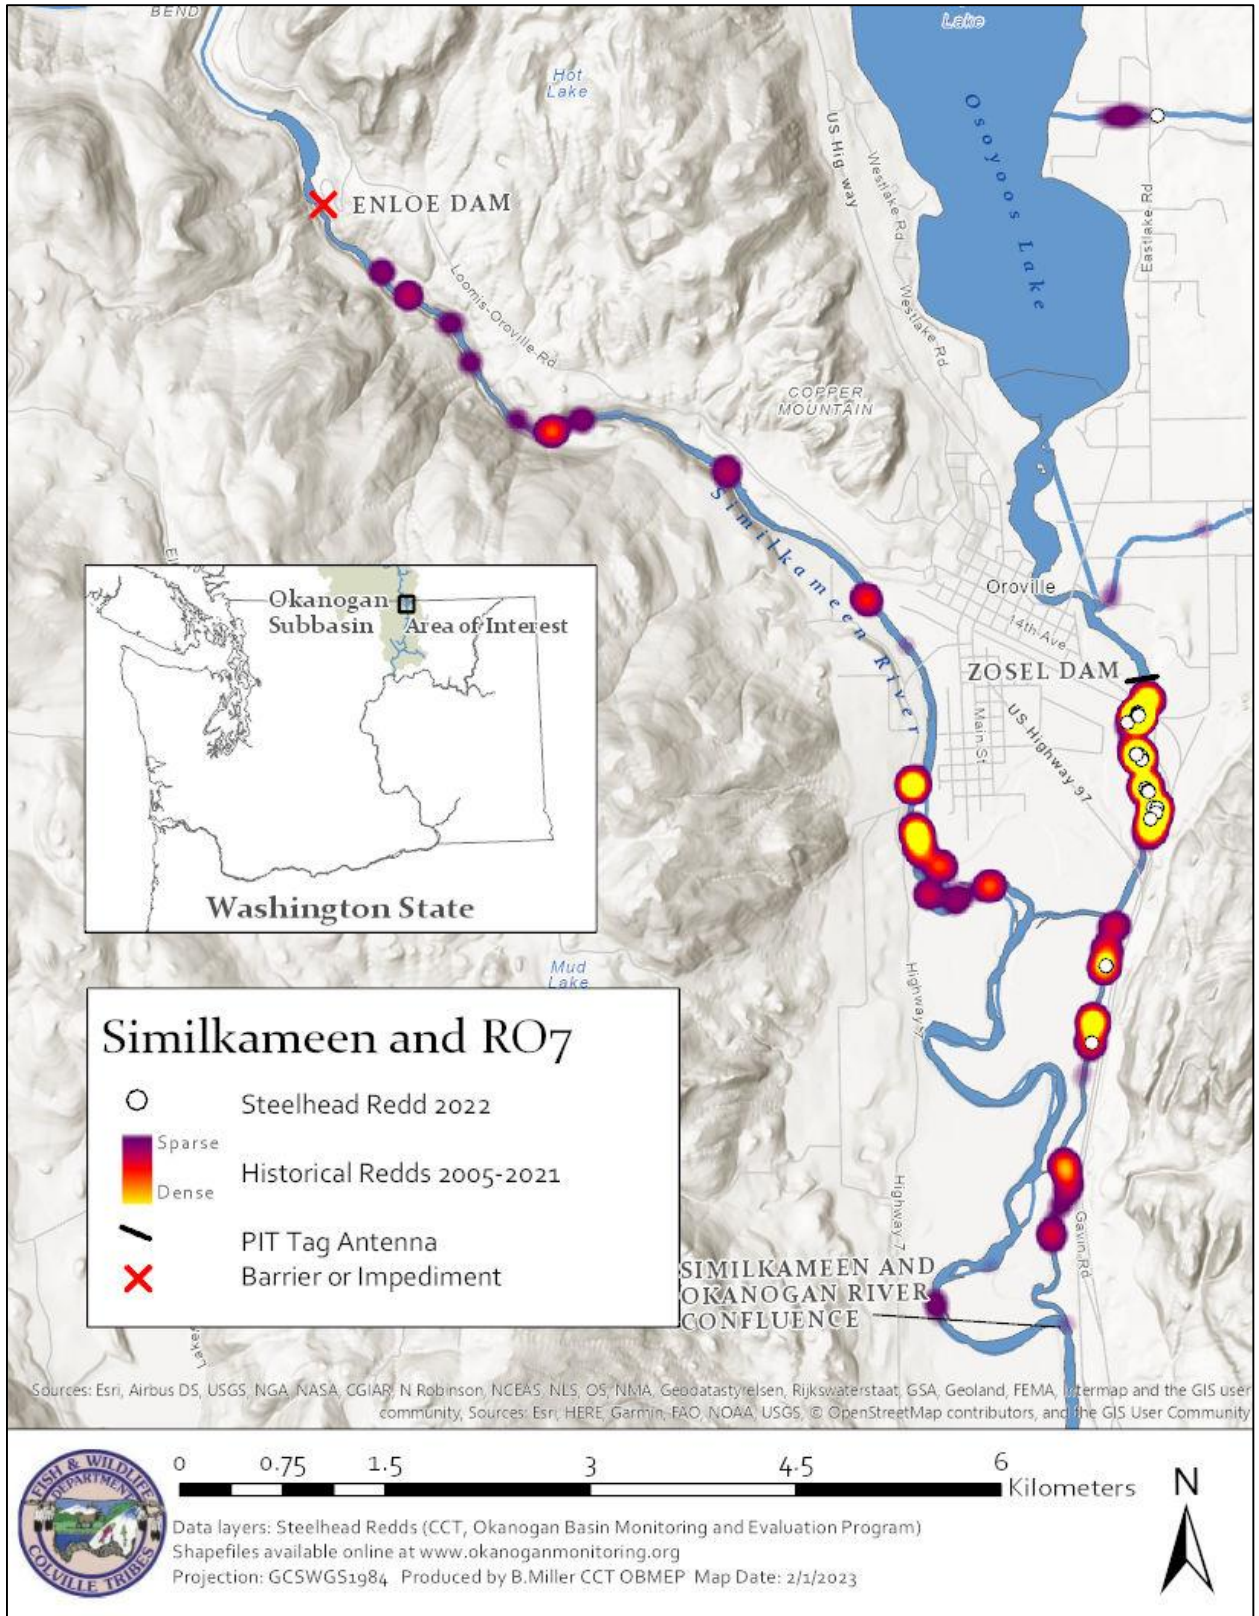 BEND
Lake
Hot
Lake
Osoyoos Lake
US Highway
Westlake Rd
Eastlake Rd
ENLOE DAM
Loomis-Oroville Rd
Westlake Rd
COPPER
MOUNTAIN
Similkameen River
Oroville
14th Ave
ZOSEL DAM
Main St
US Highway 97
Okanogan
Subbasin
Area of Interest
Washington State
Mud
Lake
Highway 7
Similkameen and RO7
Steelhead Redd 2022
Sparse
Historical Redds 2005-2021
Dense
PIT Tag Antenna
Barrier or Impediment
Highway 7
Gavin Rd
SIMILKAMEEN AND
OKANOGAN RIVER
CONFLUENCE
Sources: Esri, Airbus DS, USGS, NGA, NASA, CGIAR, N Robinson, NCEAS, NLS, OS, NMA, Geodatastyrelsen, Rijkswaterstaat, GSA, Geoland, FEMA, Intermap and the GIS user
community, Sources: Esri, HERE, Garmin, FAO, NOAA, USGS, © OpenStreetMap contributors, and the GIS User Community
0 0.75 1.5 3 4.5 6
Kilometers
N
FISH & WILDLIFE
DEPARTMENT
COLVILLE TRIBES
Data layers: Steelhead Redds (CCT, Okanogan Basin Monitoring and Evaluation Program)
Shapefiles available online at www.okanoganmonitoring.org
Projection: GCSWGS1984 Produced by B.Miller CCT OBMEP Map Date: 2/1/2023